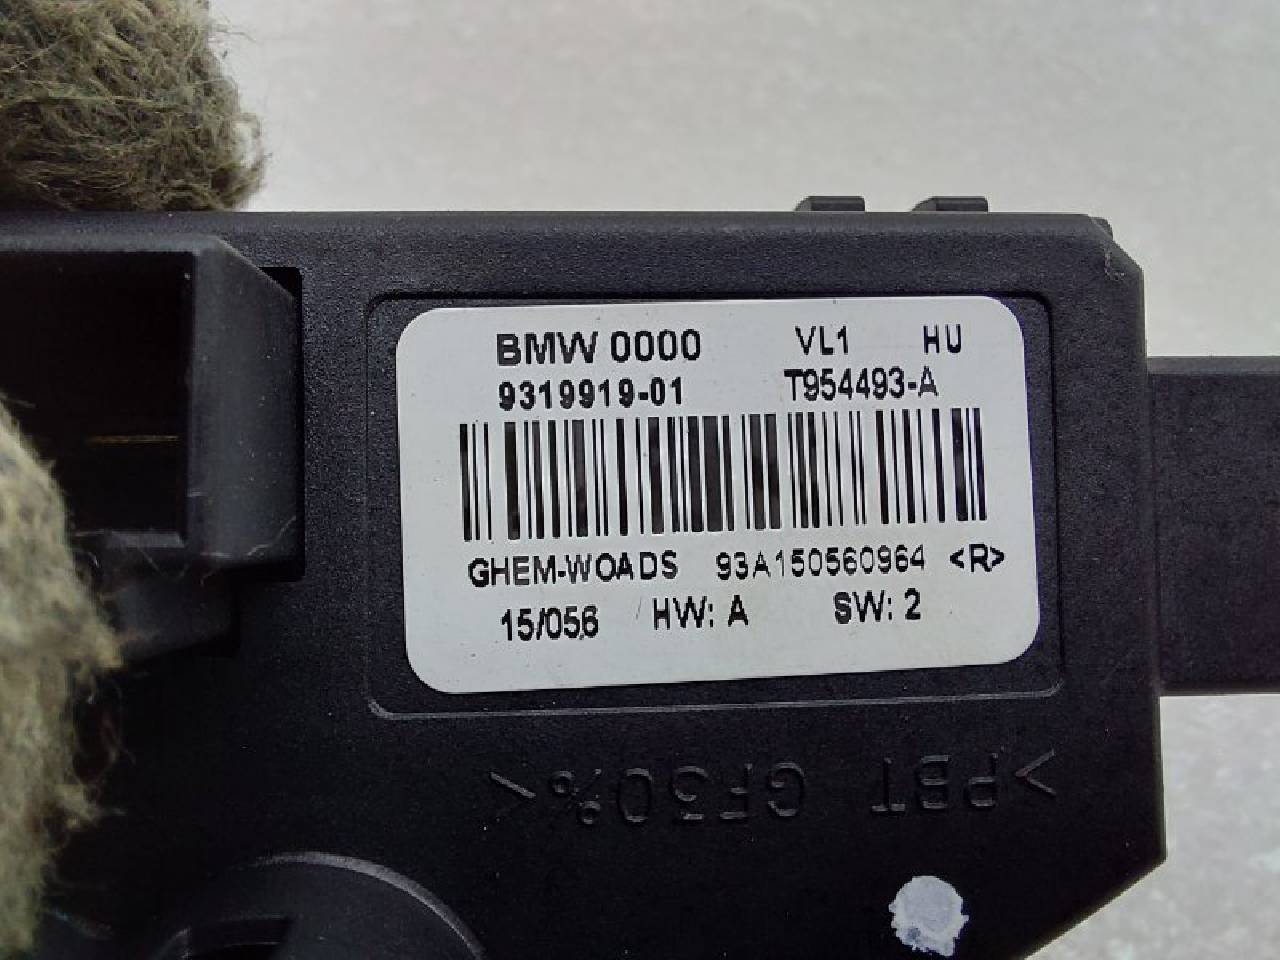 BMW 0000 VL1 HU
9319919-01 T954493-A
GHEM-WOADS 93A150560964 <R>
15/056 HW: A SW: 2
>PBT GF30%<